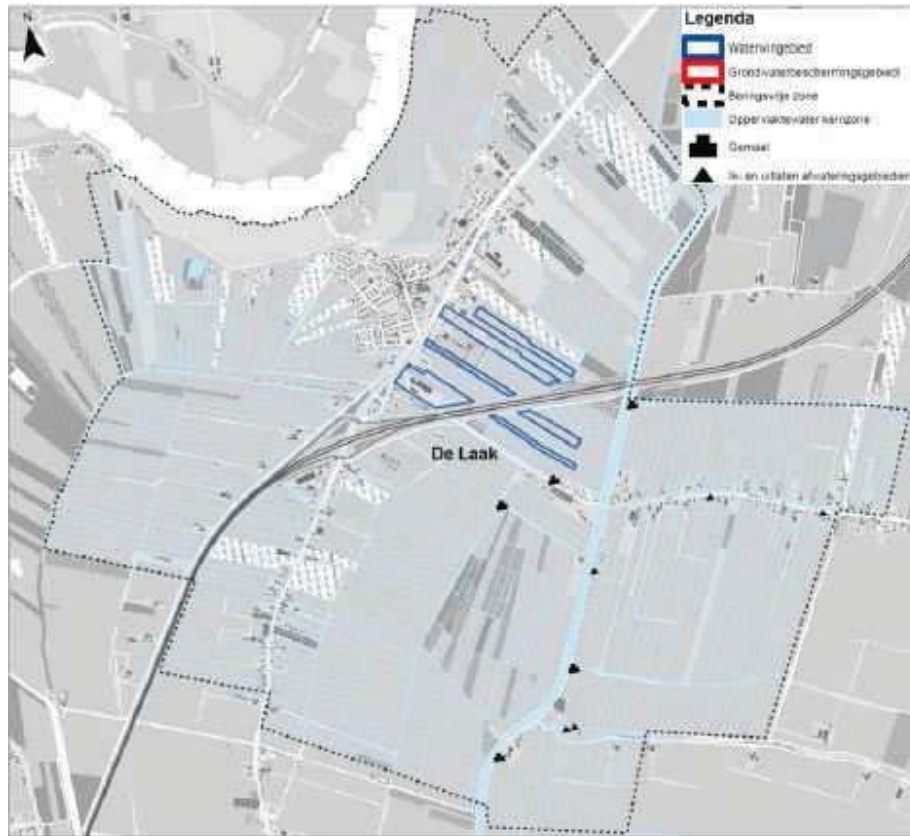 N
Legenda
Waterwingebied
Grondwaterbeschermingsgebied
Boringsvrije zone
Oppervlaktewater kernzone
Gemaal
In- en uitlaten afwateringsgebieden
De Laak